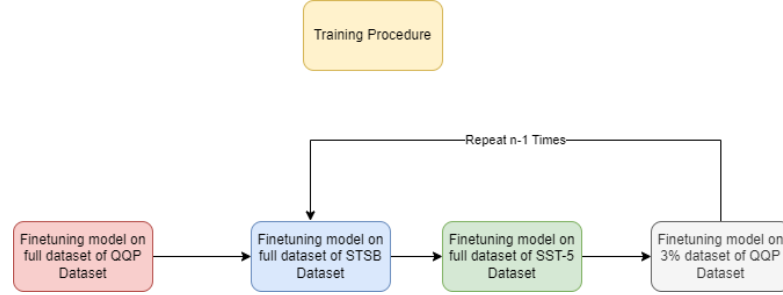 Training Procedure
Repeat n-1 Times
Finetuning model on
full dataset of QQP
Dataset
Finetuning model on
full dataset of STSB
Dataset
Finetuning model on
full dataset of SST-5
Dataset
Finetuning model on
3% dataset of QQP
Dataset